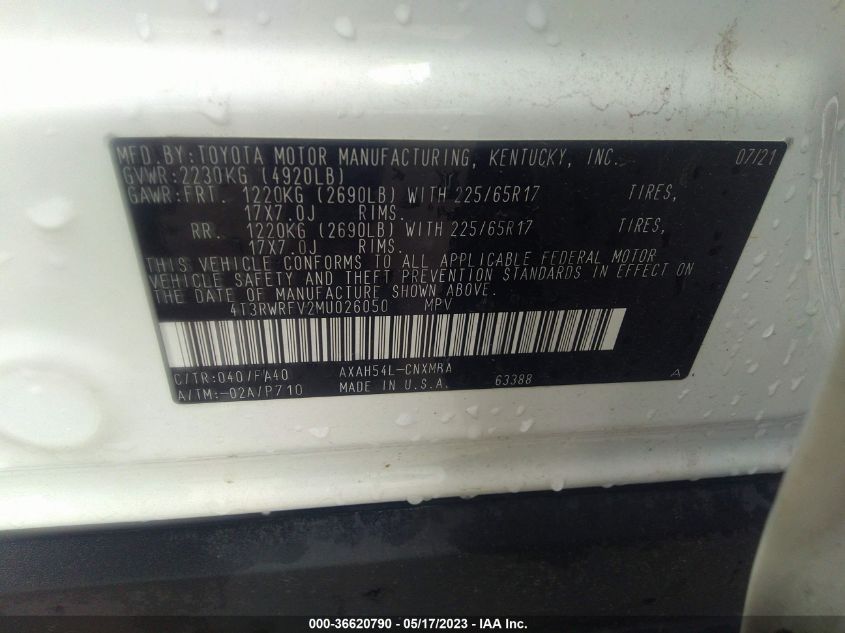 MFD.BY:TOYOTA MOTOR MANUFACTURING, KENTUCKY, INC. 07/21
GVWR:2230KG (4920LB)
GAWR:FRT. 1220KG (2690LB) WITH 225/65R17 TIRES,
17X7.0J RIMS.
RR. 1220KG (2690LB) WITH 225/65R17 TIRES,
17X7.0J RIMS.
THIS VEHICLE CONFORMS TO ALL APPLICABLE FEDERAL MOTOR
VEHICLE SAFETY AND THEFT PREVENTION STANDARDS IN EFFECT ON
THE DATE OF MANUFACTURE SHOWN ABOVE.
4T3RWRFV2MU026050 MPV
C/TR:040/FA40 AXAH54L-CNXMBA
A/TM:-02A/P710 MADE IN U.S.A. 63388 A
000-36620790 - 05/17/2023 - IAA Inc.